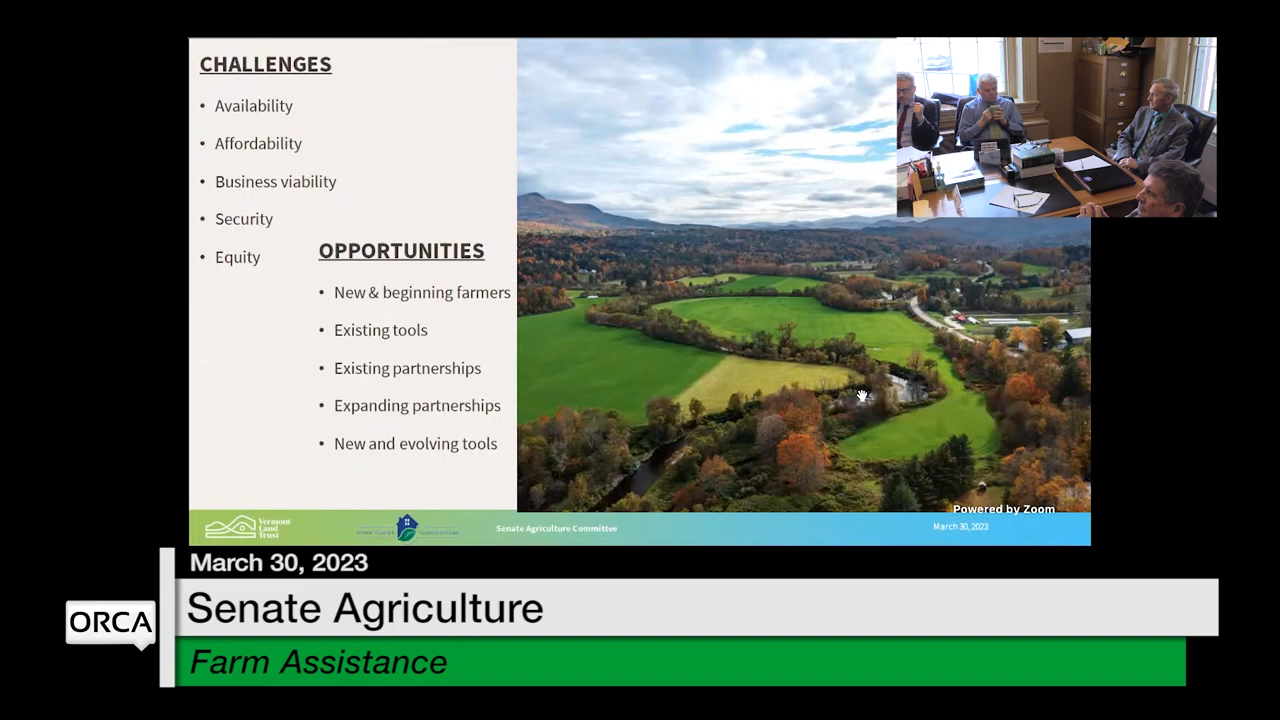 CHALLENGES
• Availability
• Affordability
• Business viability
• Security
• Equity
OPPORTUNITIES
• New & beginning farmers
• Existing tools
• Existing partnerships
• Expanding partnerships
• New and evolving tools
Powered by Zoom
Vermont
Land
Trust
Senate Agriculture Committee
March 30, 2023
March 30, 2023
Senate Agriculture
ORCA
Farm Assistance